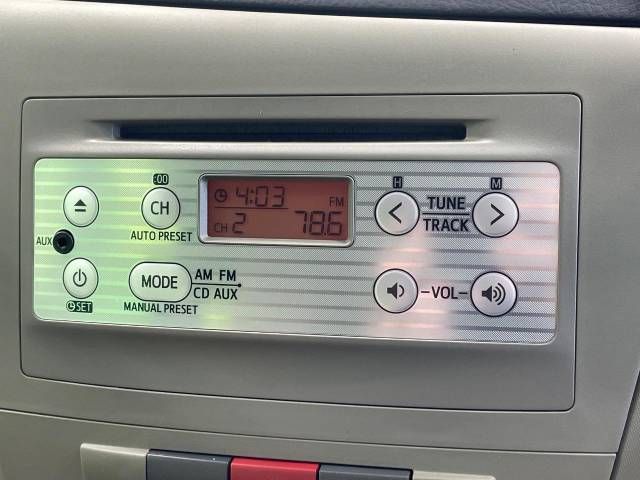 :00
H
M
4:03
FM
CH
TUNE
CH 2
78.6
TRACK
AUTO PRESET
AUX
MODE
AM FM
CD AUX
-VOL-
SET
MANUAL PRESET